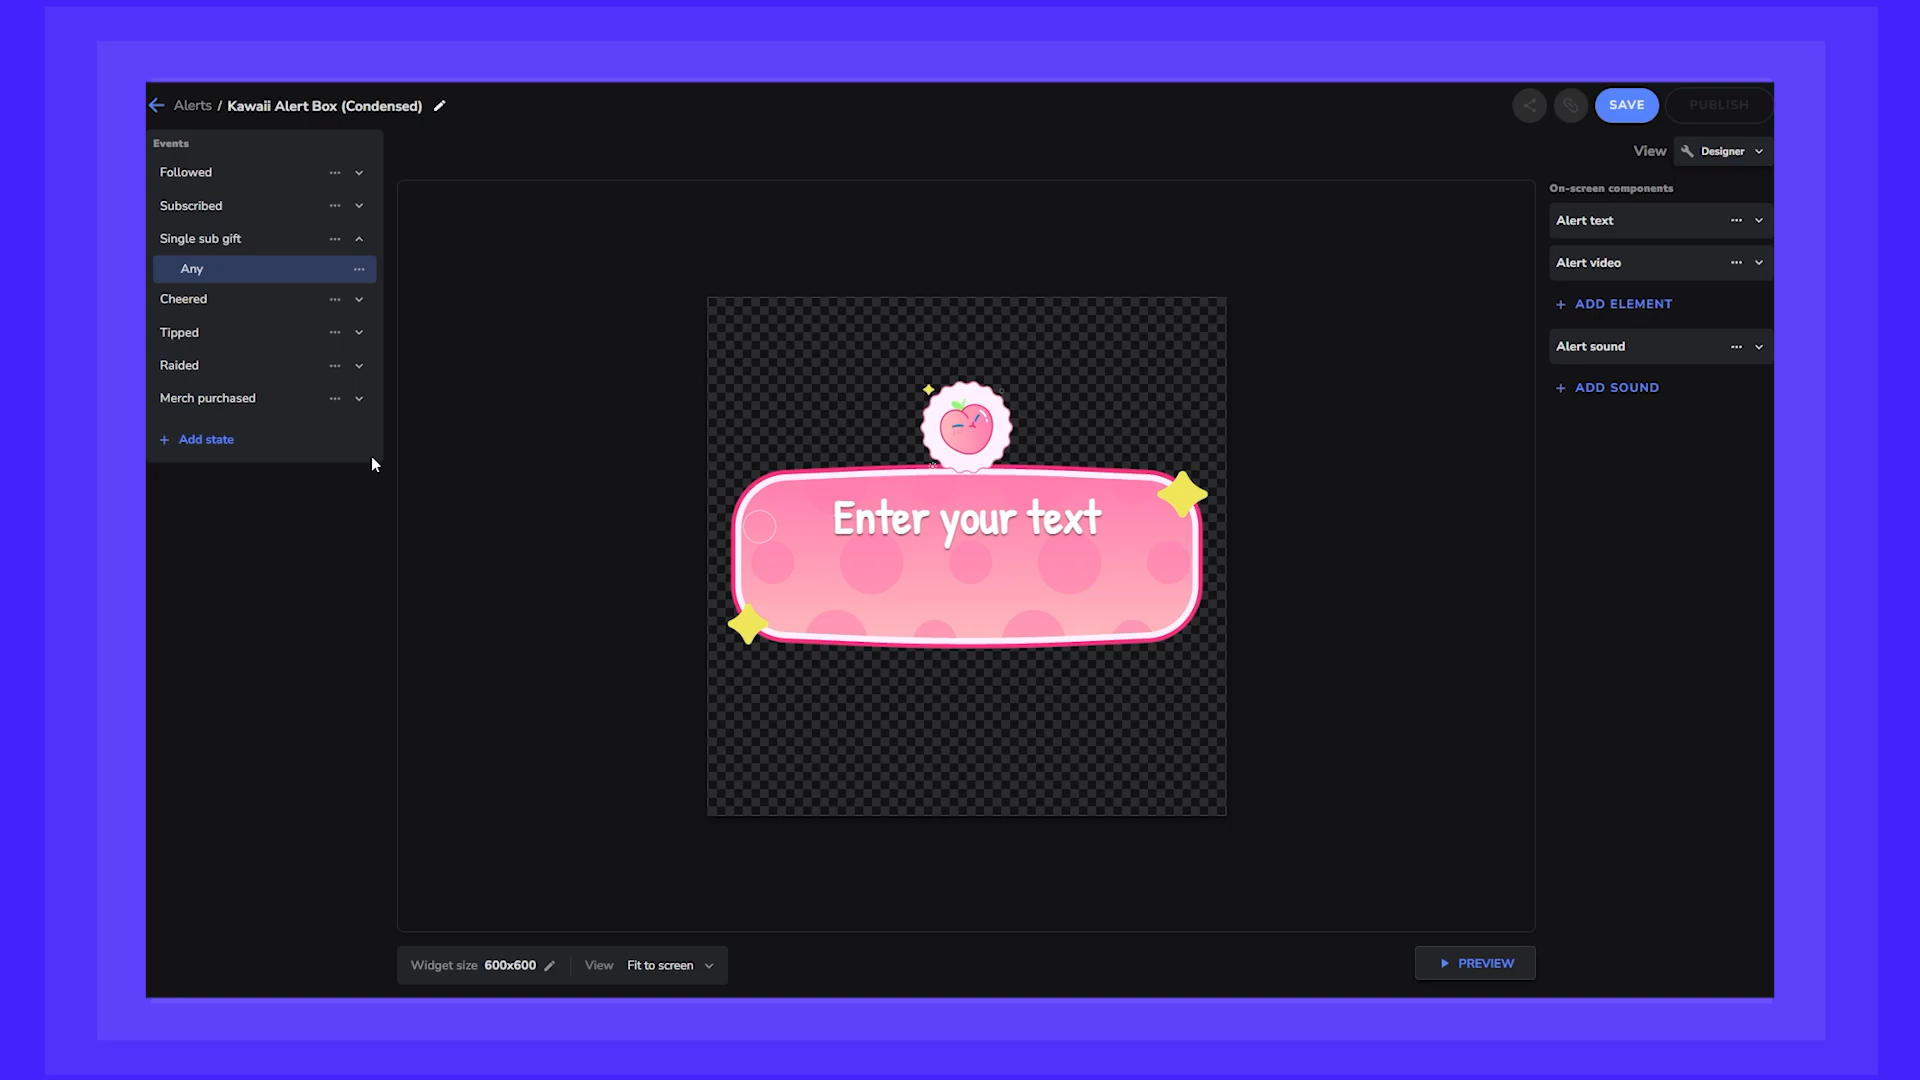 Alerts / Kawaii Alert Box (Condensed)
SAVE
PUBLISH
View Designer
Events
Followed
Subscribed
Single sub gift
Any
Cheered
Tipped
Raided
Merch purchased
+ Add state
Enter your text
On-screen components
Alert text
Alert video
+ ADD ELEMENT
Alert sound
+ ADD SOUND
Widget size 600x600
View Fit to screen
PREVIEW